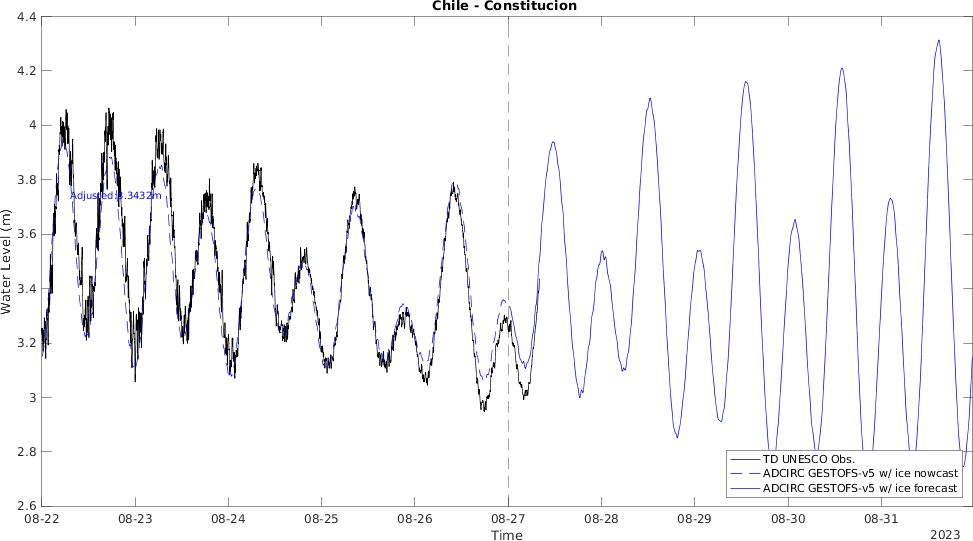 Chile - Constitucion
4.4
4.2
4
3.8
3.6
3.4
3.2
3
2.8
2.6
Water Level (m)
Adjusted:3.3432m
TD UNESCO Obs.
ADCIRC GESTOFS-v5 w/ ice nowcast
ADCIRC GESTOFS-v5 w/ ice forecast
08-22 08-23 08-24 08-25 08-26 08-27 08-28 08-29 08-30 08-31
Time
2023